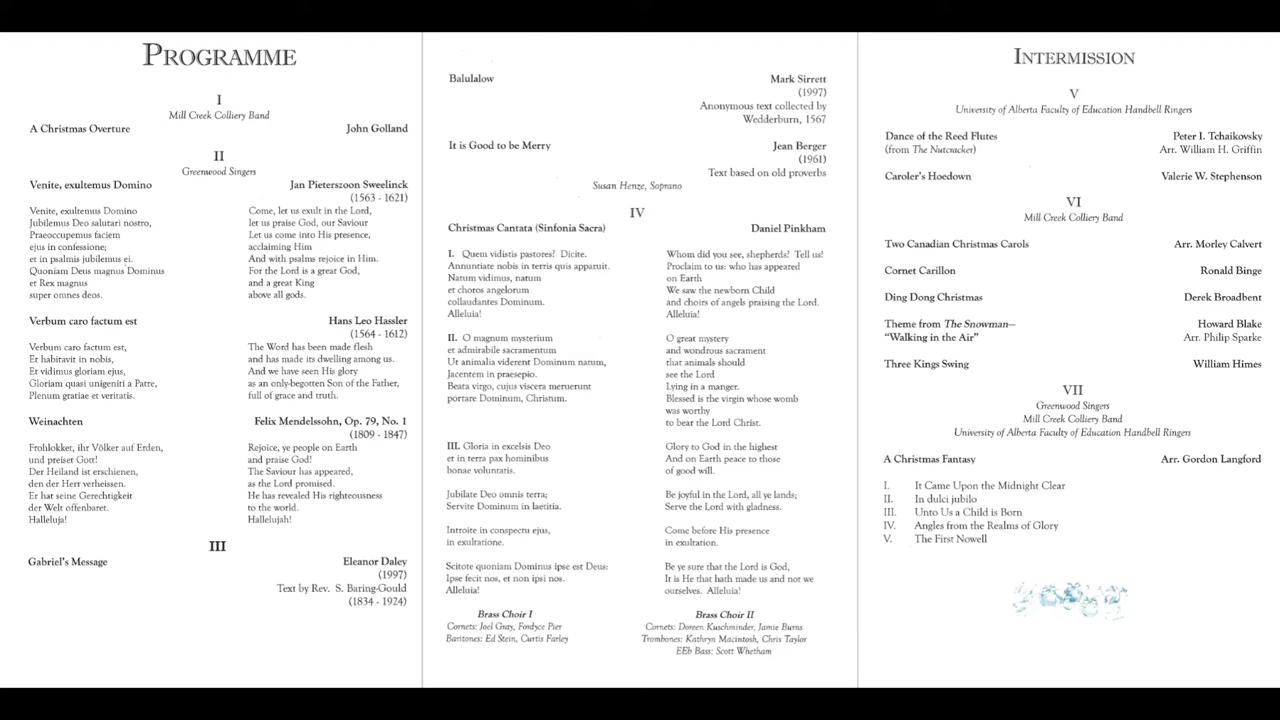 PROGRAMME
I
Mill Creek Colliery Band
A Christmas Overture John Golland
II
Greenwood Singers
Venite, exultemus Domino Jan Pieterszoon Sweelinck
(1563 - 1621)
Venite, exultemus Domino Come, let us exult in the Lord,
Jubilemus Deo salutari nostro, let us praise God, our Saviour
Praeoccupemus faciem Let us come into His presence,
ejus in confessione; acclaiming Him
et in psalmis jubilemus ei. And with psalms rejoice in Him.
Quoniam Deus magnus Dominus For the Lord is a great God,
et Rex magnus and a great King
super omnes deos. above all gods.
Verbum caro factum est Hans Leo Hassler
(1564 - 1612)
Verbum caro factum est, The Word has been made flesh
Et habitavit in nobis, and has made its dwelling among us.
Et vidimus gloriam ejus, And we have seen His glory
Gloriam quasi unigeniti a Patre, as an only-begotten Son of the Father,
Plenum gratiae et veritatis. full of grace and truth.
Weinachten Felix Mendelssohn, Op. 79, No. 1
(1809 - 1847)
Frohlokker, ihr Völker auf Erden, Rejoice, ye people on Earth
und preiset Gott! and praise God!
Der Heiland ist erschienen, The Saviour has appeared,
den der Herr verheissen. as the Lord promised.
Er hat seine Gerechtigkeit He has revealed His righteousness
der Welt offenbaret. to the world.
Halleluja! Hallelujah!
III
Gabriel's Message Eleanor Daley
(1997)
Text by Rev. S. Baring-Gould
(1834 - 1924)
Balulalow Mark Sirrett
(1997)
Anonymous text collected by
Wedderburn, 1567
It is Good to be Merry Jean Berger
(1961)
Text based on old proverbs
Susan Henze, Soprano
IV
Christmas Cantata (Sinfonia Sacra) Daniel Pinkham
I. Quem vidistis pastores? Dicite. Whom did you see, shepherds? Tell us!
Annuntiate nobis in terris quis apparuit. Proclaim to us: who has appeared
Natum vidimus, natum on Earth
et choros angelorum We saw the newborn Child
collaudantes Dominum. and choirs of angels praising the Lord.
Alleluia! Alleluia!
II. O magnum mysterium O great mystery
et admirabile sacramentum and wondrous sacrament
Ut animalia viderent Dominum natum, that animals should
Jacentem in praesepio. see the Lord
Beata virgo, cujus viscera meruerunt Lying in a manger.
portare Dominum, Christum. Blessed is the virgin whose womb
was worthy
to bear the Lord Christ.
III. Gloria in excelsis Deo Glory to God in the highest
et in terra pax hominibus And on Earth peace to those
bonae voluntatis. of good will.
Jubilate Deo omnis terra; Be joyful in the Lord, all ye lands;
Servite Dominum in laetitia. Serve the Lord with gladness.
Introite in conspectu ejus, Come before His presence
in exultatione. in exultation.
Scitote quoniam Dominus ipse est Deus: Be ye sure that the Lord is God,
Ipse fecit nos, et non ipsi nos. It is He that hath made us and not we
Alleluia! ourselves. Alleluia!
Brass Choir I Brass Choir II
Cornets: Joel Gray, Fordyce Pier Cornets: Doreen Kuschminder, Jamie Burns
Baritones: Ed Stein, Curtis Farley Trombones: Kathryn Macintosh, Chris Taylor
EEb Bass: Scott Whetham
INTERMISSION
V
University of Alberta Faculty of Education Handbell Ringers
Dance of the Reed Flutes Peter I. Tchaikovsky
(from The Nutcracker) Arr. William H. Griffin
Caroler's Hoedown Valerie W. Stephenson
VI
Mill Creek Colliery Band
Two Canadian Christmas Carols Arr. Morley Calvert
Cornet Carillon Ronald Binge
Ding Dong Christmas Derek Broadbent
Theme from The Snowman— Howard Blake
“Walking in the Air” Arr. Philip Sparke
Three Kings Swing William Himes
VII
Greenwood Singers
Mill Creek Colliery Band
University of Alberta Faculty of Education Handbell Ringers
A Christmas Fantasy Arr. Gordon Langford
I. It Came Upon the Midnight Clear
II. In dulci jubilo
III. Unto Us a Child is Born
IV. Angles from the Realms of Glory
V. The First Nowell